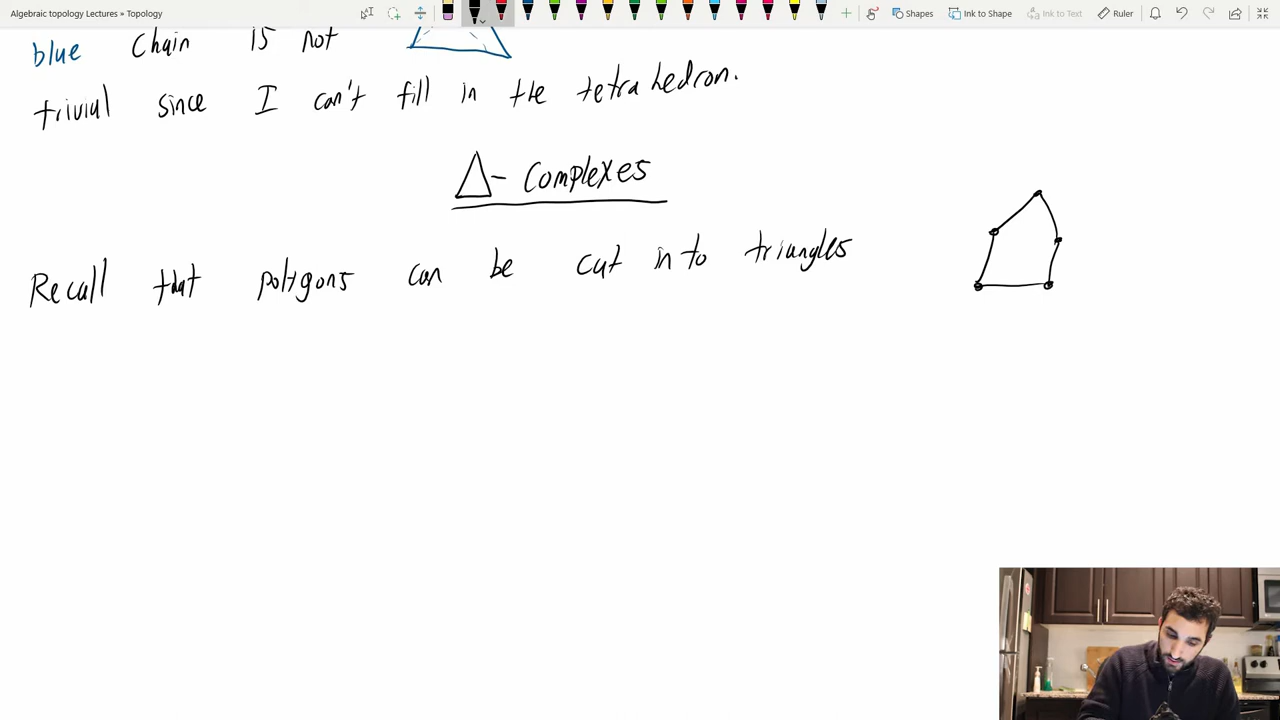 Algebraic topology Lectures » Topology
Shapes Ink to Shape Ink to Text Ruler
blue Chain is not
trivial since I can't fill in the tetrahedron.
Δ- Complexes
Recall that polygons can be cut into triangles